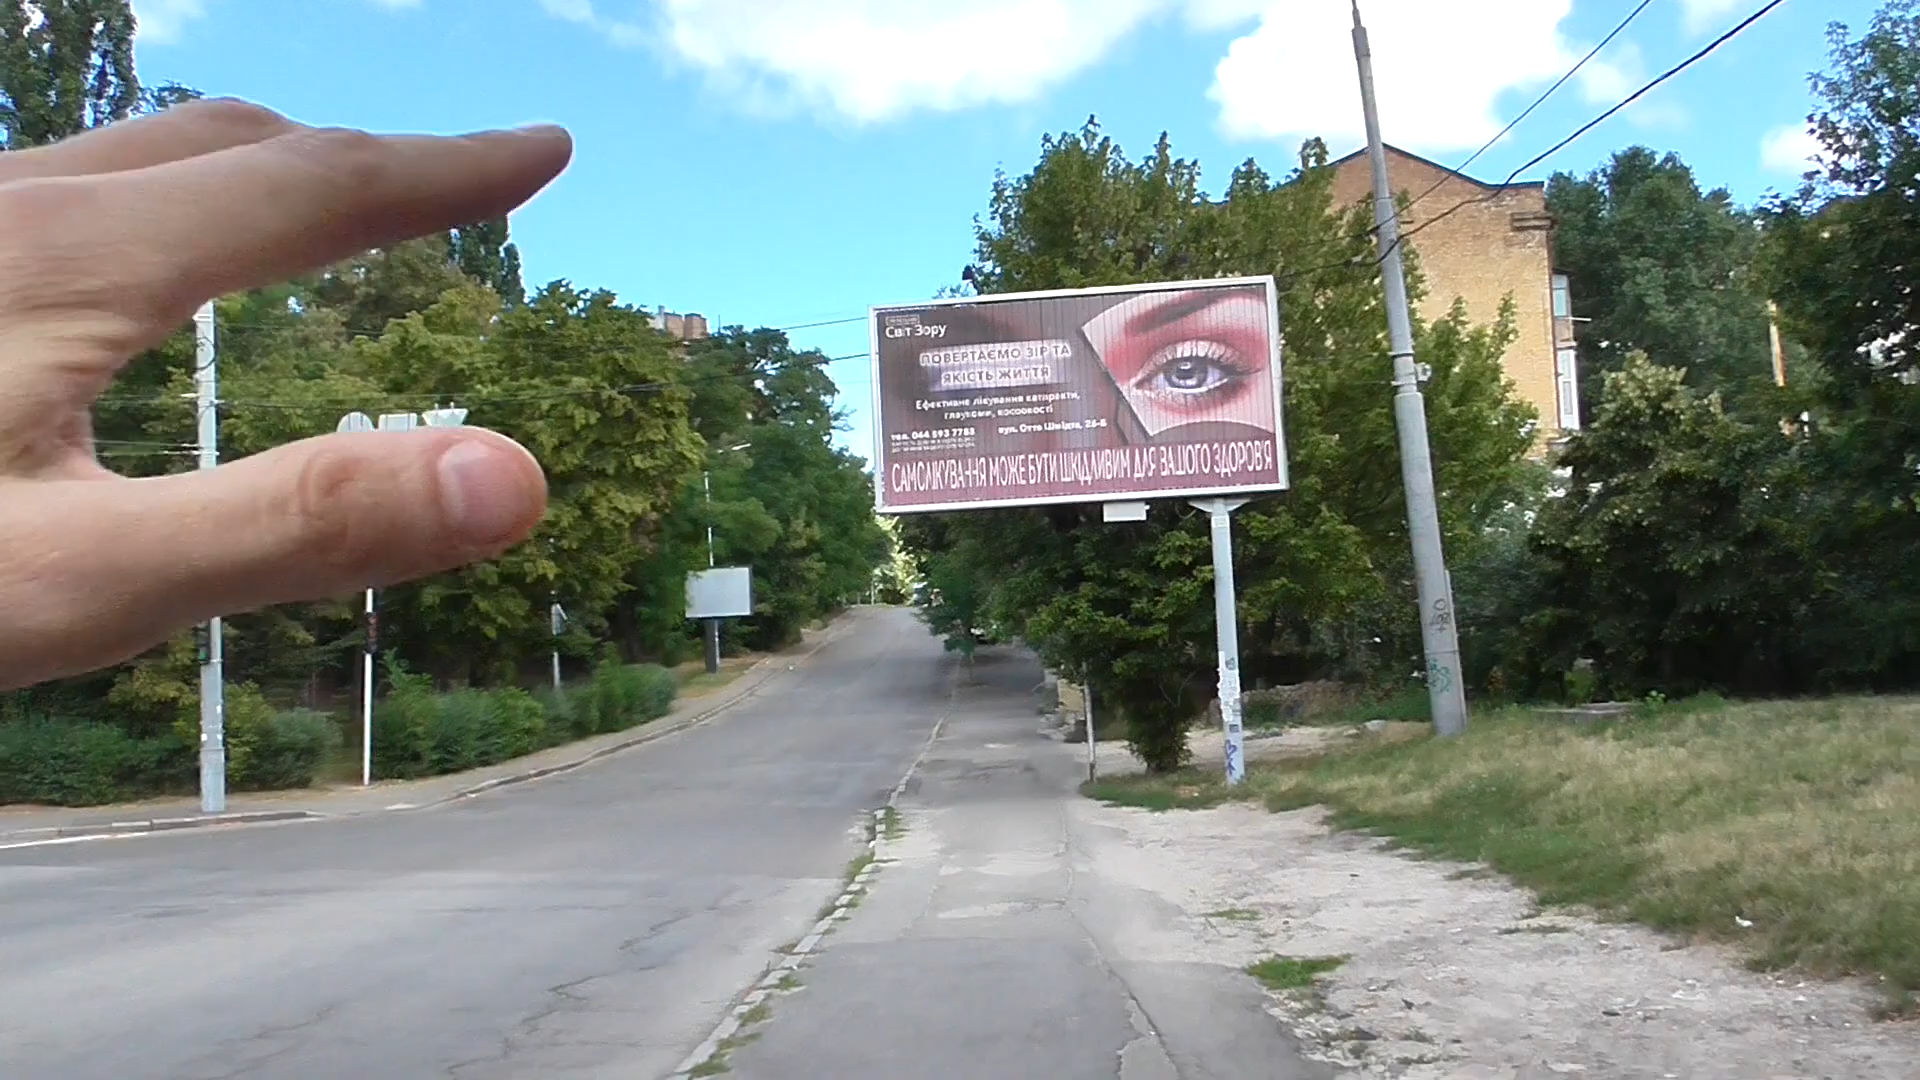 Світ Зору
ПОВЕРТАЄМО ЗІР ТА
ЯКІСТЬ ЖИТТЯ
Ефективне лікування катаракти,
глаукоми, косоокості
тел. 044 593 7788 вул. Отто Шмідта, 26-Б
САМОЛІКУВАННЯ МОЖЕ БУТИ ШКІДЛИВИМ ДЛЯ ВАШОГО ЗДОРОВ'Я